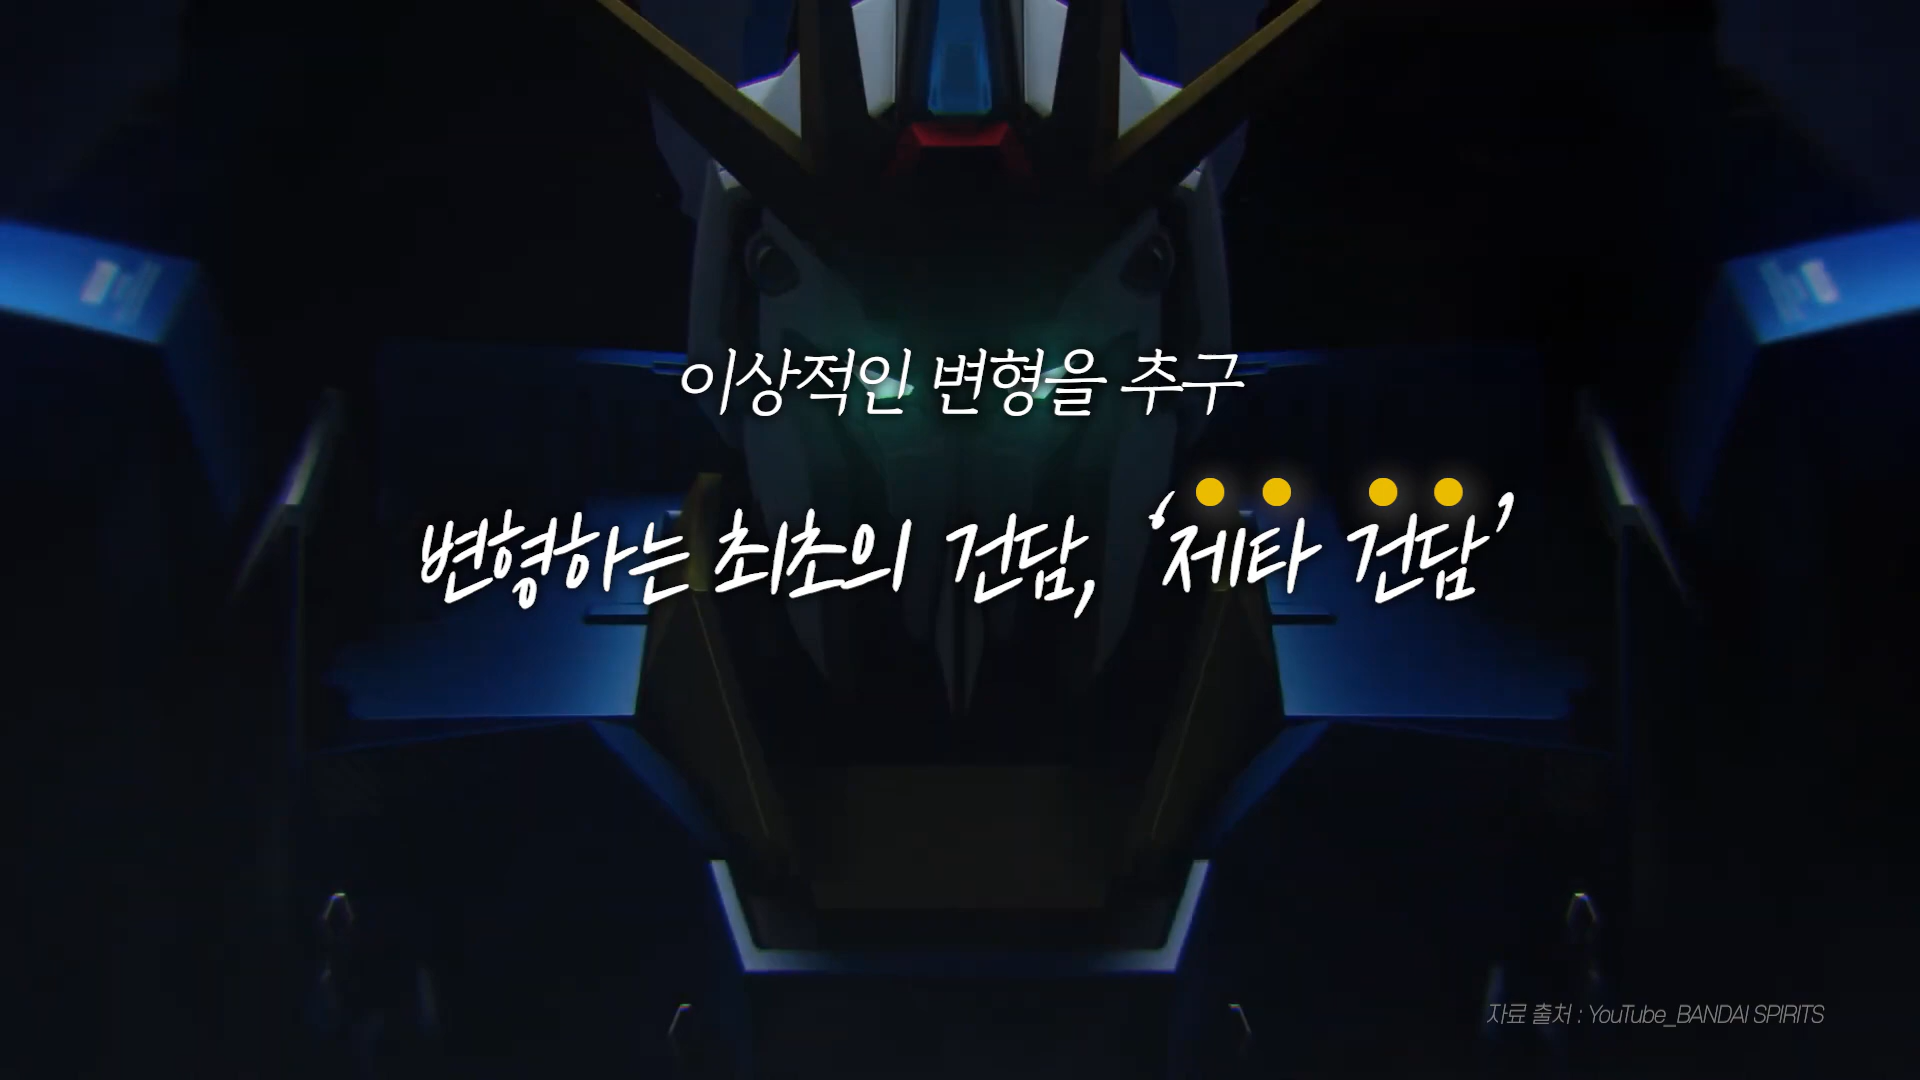 이상적인 변형을 추구
변형하는 최초의 건담, ‘제타 건담’
자료 출처 : YouTube_BANDAI SPIRITS